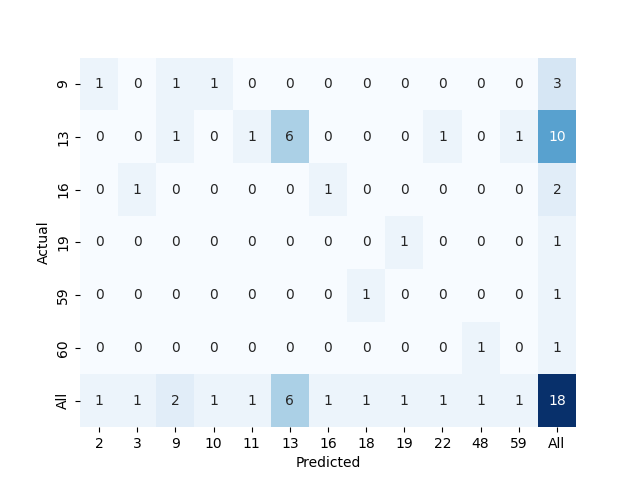 9 1 0 1 1 0 0 0 0 0 0 0 0 3
13 0 0 1 0 1 6 0 0 0 1 0 1 10
16 0 1 0 0 0 0 1 0 0 0 0 0 2
19 0 0 0 0 0 0 0 0 1 0 0 0 1
59 0 0 0 0 0 0 0 1 0 0 0 0 1
60 0 0 0 0 0 0 0 0 0 0 1 0 1
All 1 1 2 1 1 6 1 1 1 1 1 1 18
2 3 9 10 11 13 16 18 19 22 48 59 All
Predicted
Actual